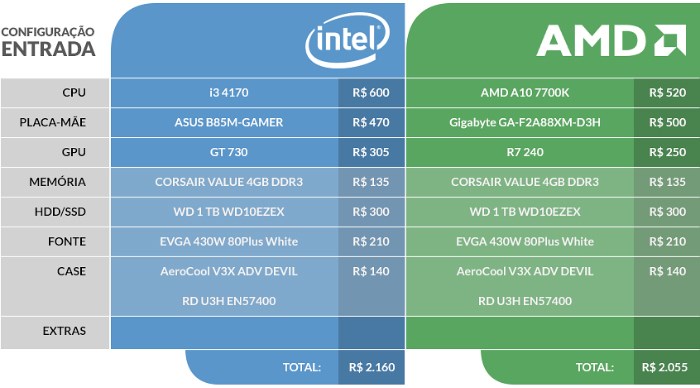 CONFIGURAÇÃO
ENTRADA
intel
AMD
CPU i3 4170 R$ 600 AMD A10 7700K R$ 520
PLACA-MÃE ASUS B85M-GAMER R$ 470 Gigabyte GA-F2A88XM-D3H R$ 500
GPU GT 730 R$ 305 R7 240 R$ 250
MEMÓRIA CORSAIR VALUE 4GB DDR3 R$ 135 CORSAIR VALUE 4GB DDR3 R$ 135
HDD/SSD WD 1 TB WD10EZEX R$ 300 WD 1 TB WD10EZEX R$ 300
FONTE EVGA 430W 80Plus White R$ 210 EVGA 430W 80Plus White R$ 210
CASE AeroCool V3X ADV DEVIL R$ 140 AeroCool V3X ADV DEVIL R$ 140
RD U3H EN57400 RD U3H EN57400
EXTRAS
TOTAL: R$ 2.160 TOTAL: R$ 2.055